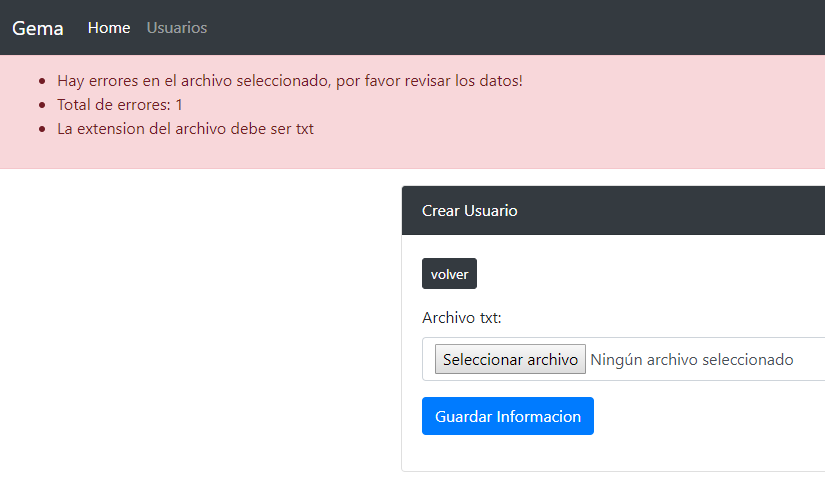 Gema Home Usuarios
Hay errores en el archivo seleccionado, por favor revisar los datos!
Total de errores: 1
La extension del archivo debe ser txt
Crear Usuario
volver
Archivo txt:
Seleccionar archivo Ningún archivo seleccionado
Guardar Informacion